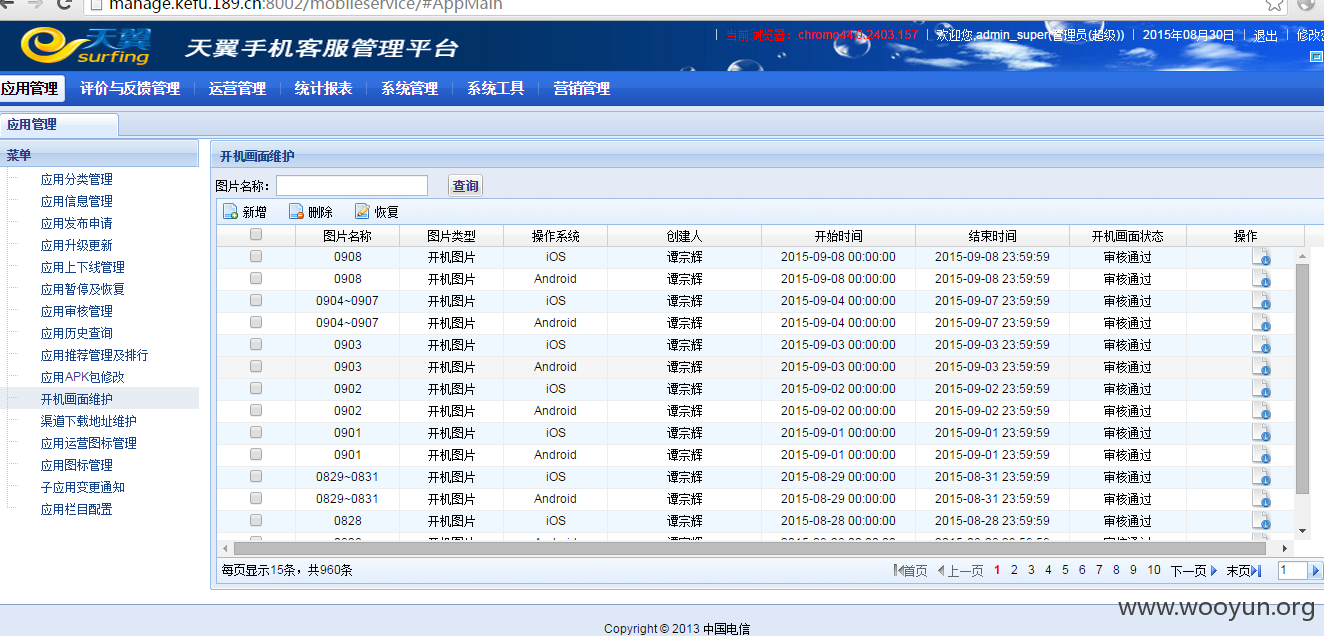 manage.kefu.189.cn:8002/mobileservice/#AppMain
天翼 surfing 天翼手机客服管理平台
当前浏览器：chrome44.0.2403.157 | 欢迎您,admin_super(管理员(超级)) | 2015年08月30日 | 退出 | 修改
应用管理 评价与反馈管理 运营管理 统计报表 系统管理 系统工具 营销管理
应用管理
菜单
应用分类管理
应用信息管理
应用发布申请
应用升级更新
应用上下线管理
应用暂停及恢复
应用审核管理
应用历史查询
应用推荐管理及排行
应用APK包修改
开机画面维护
渠道下载地址维护
应用运营图标管理
应用图标管理
子应用变更通知
应用栏目配置
开机画面维护
图片名称： 查询
新增 删除 恢复
图片名称 图片类型 操作系统 创建人 开始时间 结束时间 开机画面状态 操作
0908 开机图片 iOS 谭宗辉 2015-09-08 00:00:00 2015-09-08 23:59:59 审核通过
0908 开机图片 Android 谭宗辉 2015-09-08 00:00:00 2015-09-08 23:59:59 审核通过
0904~0907 开机图片 iOS 谭宗辉 2015-09-04 00:00:00 2015-09-07 23:59:59 审核通过
0904~0907 开机图片 Android 谭宗辉 2015-09-04 00:00:00 2015-09-07 23:59:59 审核通过
0903 开机图片 iOS 谭宗辉 2015-09-03 00:00:00 2015-09-03 23:59:59 审核通过
0903 开机图片 Android 谭宗辉 2015-09-03 00:00:00 2015-09-03 23:59:59 审核通过
0902 开机图片 iOS 谭宗辉 2015-09-02 00:00:00 2015-09-02 23:59:59 审核通过
0902 开机图片 Android 谭宗辉 2015-09-02 00:00:00 2015-09-02 23:59:59 审核通过
0901 开机图片 iOS 谭宗辉 2015-09-01 00:00:00 2015-09-01 23:59:59 审核通过
0901 开机图片 Android 谭宗辉 2015-09-01 00:00:00 2015-09-01 23:59:59 审核通过
0829~0831 开机图片 iOS 谭宗辉 2015-08-29 00:00:00 2015-08-31 23:59:59 审核通过
0829~0831 开机图片 Android 谭宗辉 2015-08-29 00:00:00 2015-08-31 23:59:59 审核通过
0828 开机图片 iOS 谭宗辉 2015-08-28 00:00:00 2015-08-28 23:59:59 审核通过
每页显示15条，共960条 首页 上一页 1 2 3 4 5 6 7 8 9 10 下一页 末页 1
www.wooyun.org
Copyright © 2013 中国电信